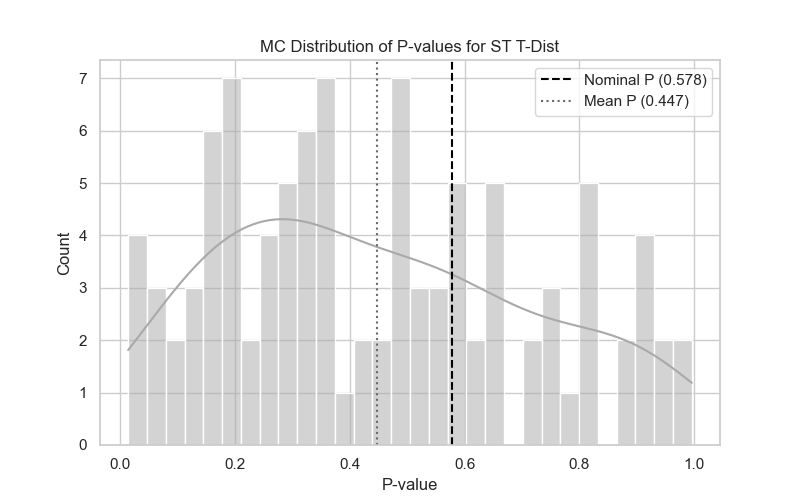 MC Distribution of P-values for ST T-Dist
Nominal P (0.578)
Mean P (0.447)
Count
7
6
5
4
3
2
1
0
0.0 0.2 0.4 0.6 0.8 1.0
P-value